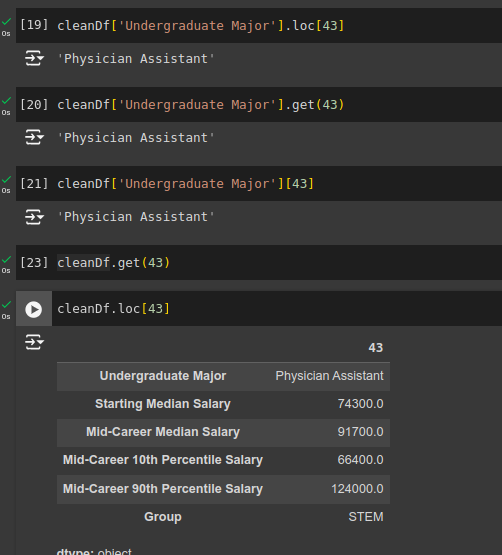 [19] cleanDf['Undergraduate Major'].loc[43]
0s
'Physician Assistant'
[20] cleanDf['Undergraduate Major'].get(43)
0s
'Physician Assistant'
[21] cleanDf['Undergraduate Major'][43]
0s
'Physician Assistant'
[23] cleanDf.get(43)
0s
cleanDf.loc[43]
0s
43
Undergraduate Major Physician Assistant
Starting Median Salary 74300.0
Mid-Career Median Salary 91700.0
Mid-Career 10th Percentile Salary 66400.0
Mid-Career 90th Percentile Salary 124000.0
Group STEM
dtype: object